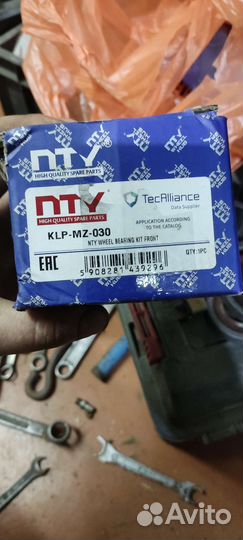 NTY
HIGH QUALITY SPARE PARTS
NTY
HIGH QUALITY SPARE PARTS
TecAlliance
Data Supplier
KLP-MZ-030
APPLICATION ACCORDING
TO THE CATALOG
NTY WHEEL BEARING KIT FRONT
EAC
QTY:1PC
5 908281 439296
Avito